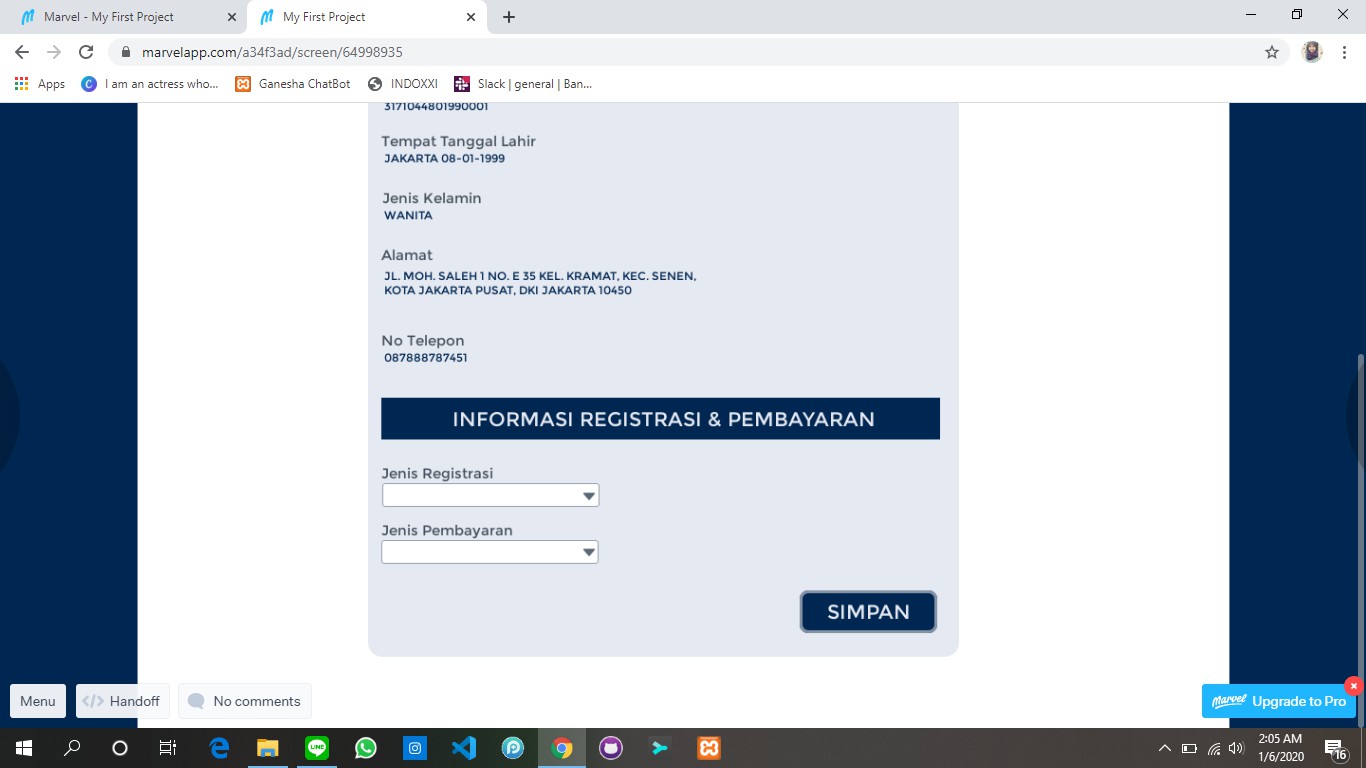 Marvel - My First Project
My First Project
marvelapp.com/a34f3ad/screen/64998935
Apps
I am an actress who...
Ganesha ChatBot
INDOXXI
Slack | general | Ban...
3171044801990001
Tempat Tanggal Lahir
JAKARTA 08-01-1999
Jenis Kelamin
WANITA
Alamat
JL. MOH. SALEH 1 NO. E 35 KEL. KRAMAT, KEC. SENEN,
KOTA JAKARTA PUSAT, DKI JAKARTA 10450
No Telepon
087888787451
INFORMASI REGISTRASI & PEMBAYARAN
Jenis Registrasi
Jenis Pembayaran
SIMPAN
Menu
</> Handoff
No comments
Marvel Upgrade to Pro
LINE
2:05 AM
1/6/2020
16